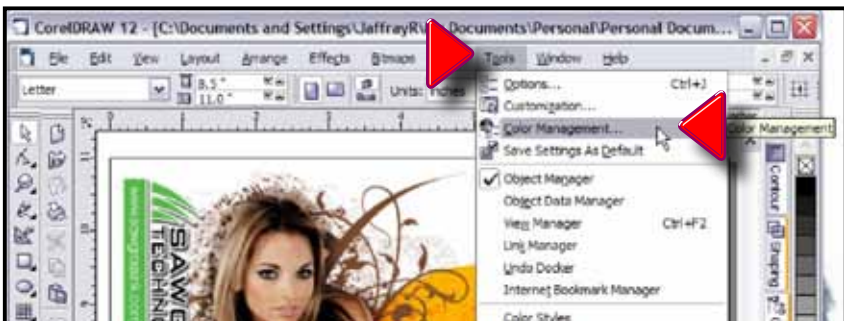 CorelDRAW 12 - [C:\Documents and Settings\JaffrayR\ Documents\Personal\Personal Docum...
File Edit View Layout Arrange Effects Bitmaps Tools Window Help
Letter 8.5 " 11.0 " Units: inches
Options... Ctrl+J
Customization...
Color Management...
Color Management
Save Settings As Default
Object Manager
Object Data Manager
View Manager Ctrl+F2
Link Manager
Undo Docker
Internet Bookmark Manager
Color Styles
Contour
Shaping
SAWG
TECHNO